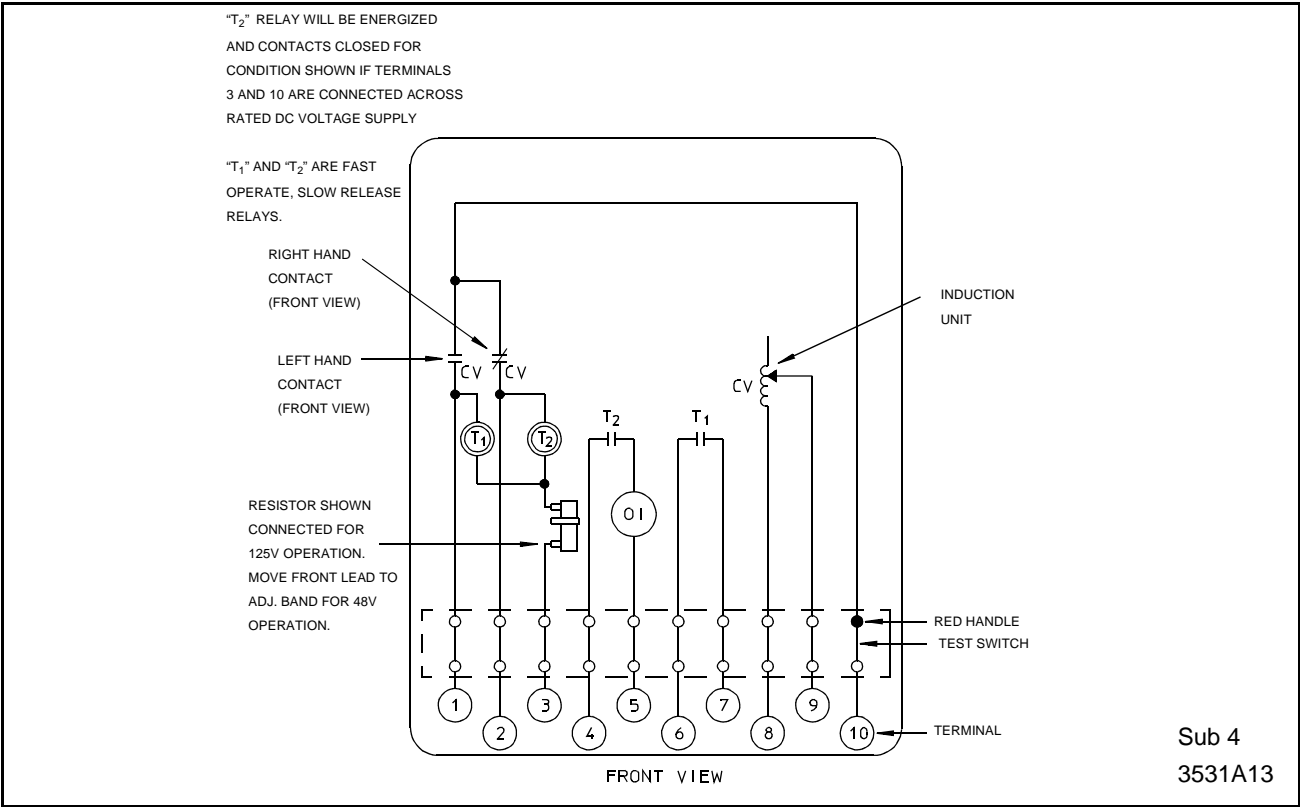 “T2” RELAY WILL BE ENERGIZED
AND CONTACTS CLOSED FOR
CONDITION SHOWN IF TERMINALS
3 AND 10 ARE CONNECTED ACROSS
RATED DC VOLTAGE SUPPLY
“T1” AND “T2” ARE FAST
OPERATE, SLOW RELEASE
RELAYS.
RIGHT HAND
CONTACT
(FRONT VIEW)
INDUCTION
UNIT
LEFT HAND
CONTACT
(FRONT VIEW)
CV
CV
CV
T1
T2
T2
T1
OI
RESISTOR SHOWN
CONNECTED FOR
125V OPERATION.
MOVE FRONT LEAD TO
ADJ. BAND FOR 48V
OPERATION.
RED HANDLE
TEST SWITCH
1
2
3
4
5
6
7
8
9
10
TERMINAL
FRONT VIEW
Sub 4
3531A13